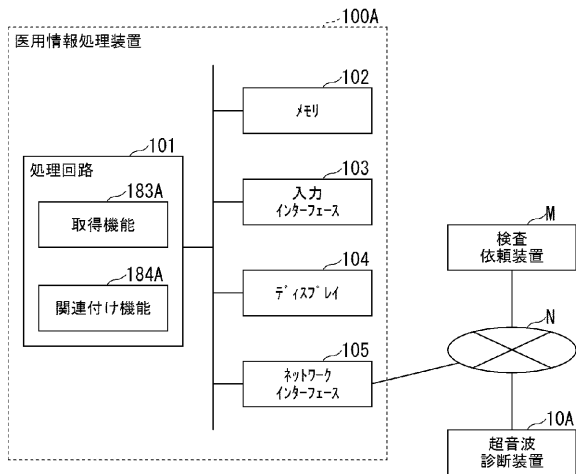 100A
医用情報処理装置
102
メモリ
101
処理回路
183A
取得機能
184A
関連付け機能
103
入力
インターフェース
104
ディスプレイ
105
ネットワーク
インターフェース
M
検査
依頼装置
N
10A
超音波
診断装置